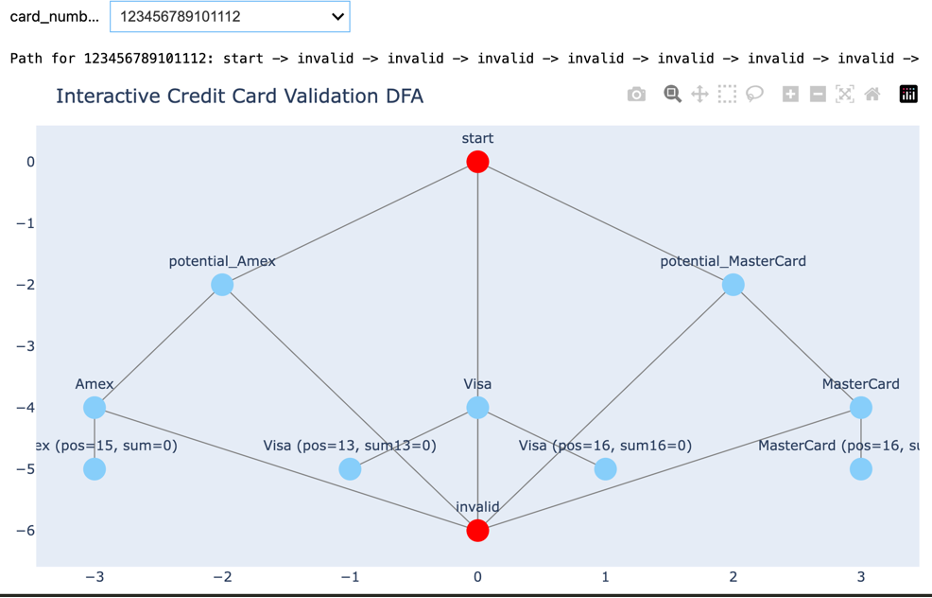 card_numb... 123456789101112
Path for 123456789101112: start -> invalid -> invalid -> invalid -> invalid -> invalid -> invalid -> invalid ->
Interactive Credit Card Validation DFA
start
0
−1
potential_Amex potential_MasterCard
−2
−3
Amex Visa MasterCard
−4
ex (pos=15, sum=0) Visa (pos=13, sum13=0) Visa (pos=16, sum16=0) MasterCard (pos=16, su
−5
invalid
−6
−3 −2 −1 0 1 2 3